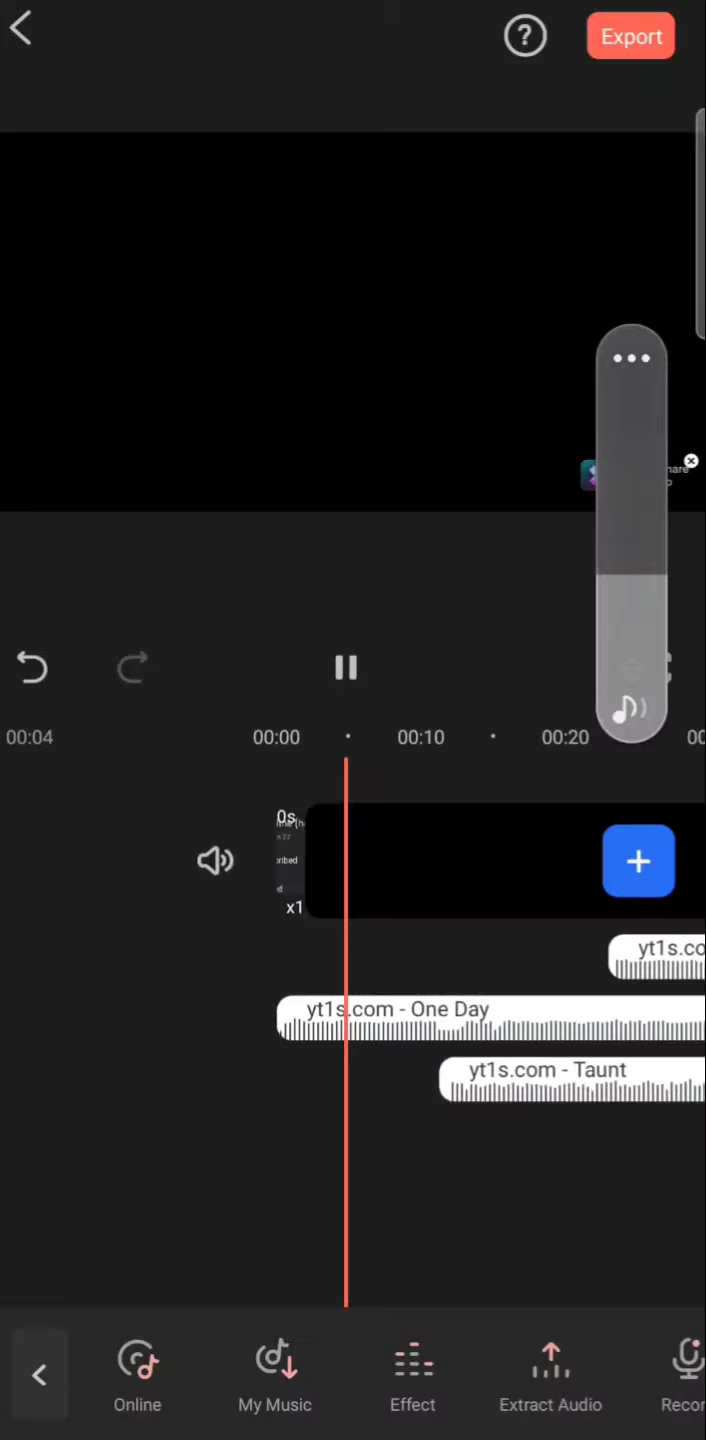 Export
00:04
00:00
00:10
00:20
0s
x1
yt1s.co
yt1s.com - One Day
yt1s.com - Taunt
Online
My Music
Effect
Extract Audio
Recor